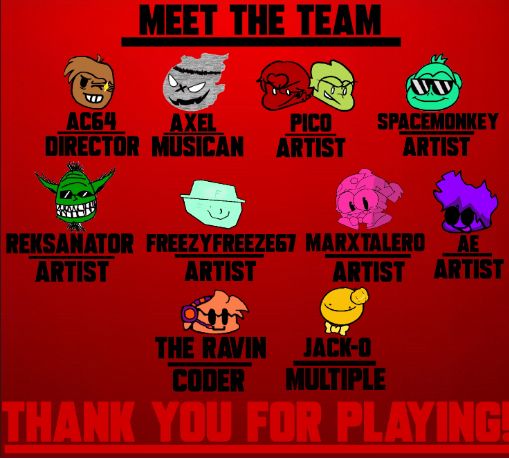 MEET THE TEAM
AC64
DIRECTOR
AXEL
MUSICAN
PICO
ARTIST
SPACEMONKEY
ARTIST
REKSANATOR
ARTIST
FREEZYFREEZE67
ARTIST
MARXTALERO
ARTIST
AE
ARTIST
THE RAVIN
CODER
JACK-O
MULTIPLE
THANK YOU FOR PLAYING!